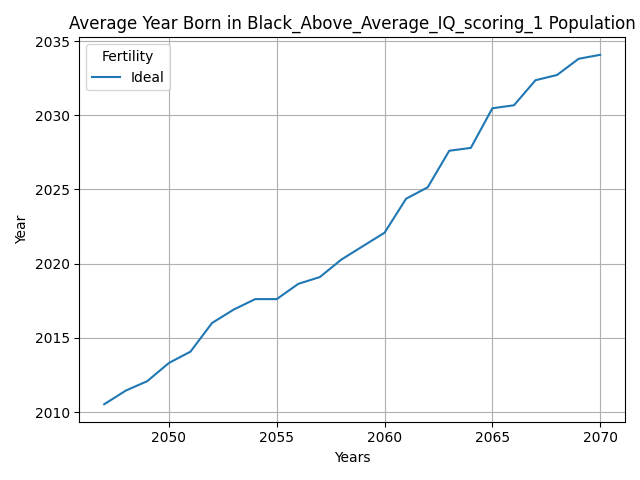 Average Year Born in Black_Above_Average_IQ_scoring_1 Population
Fertility
Ideal
Year
2035
2030
2025
2020
2015
2010
2050 2055 2060 2065 2070
Years